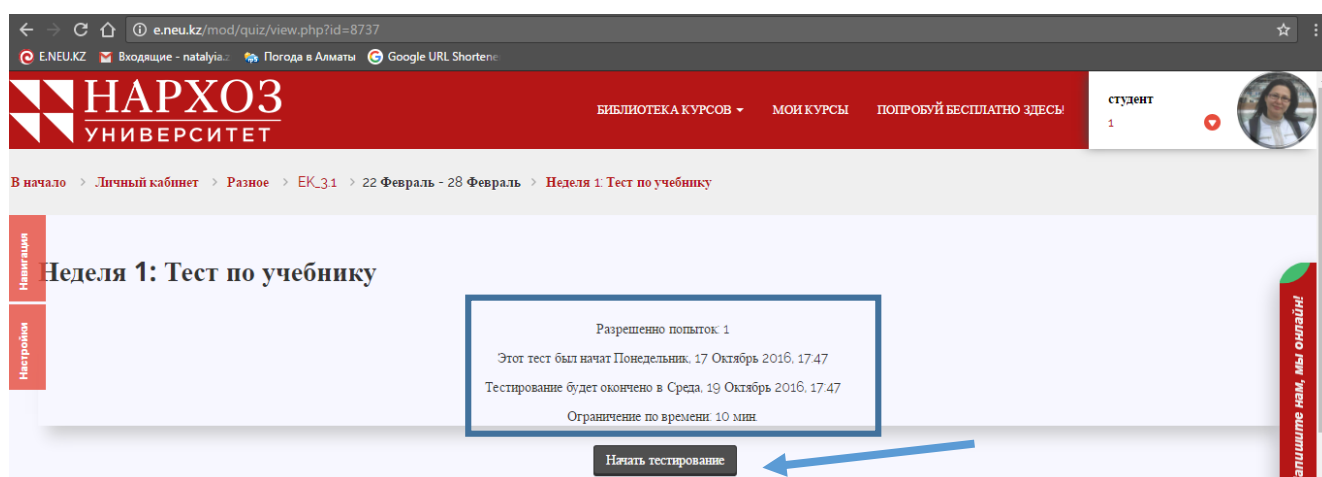 e.neu.kz/mod/quiz/view.php?id=8737
E.NEU.KZ Входящие - natalyia.z Погода в Алматы Google URL Shortene
НАРХОЗ
УНИВЕРСИТЕТ
БИБЛИОТЕКА КУРСОВ МОИ КУРСЫ ПОПРОБУЙ БЕСПЛАТНО ЗДЕСЬ!
студент
1
В начало > Личный кабинет > Разное > EK_3.1 > 22 Февраль - 28 Февраль > Неделя 1: Тест по учебнику
Навигация
Неделя 1: Тест по учебнику
Настройки
Разрешенно попыток: 1
Этот тест был начат Понедельник, 17 Октябрь 2016, 17:47
Тестирование будет окончено в Среда, 19 Октябрь 2016, 17:47
Ограничение по времени: 10 мин.
Начать тестирование
апишите нам, мы онлайн!